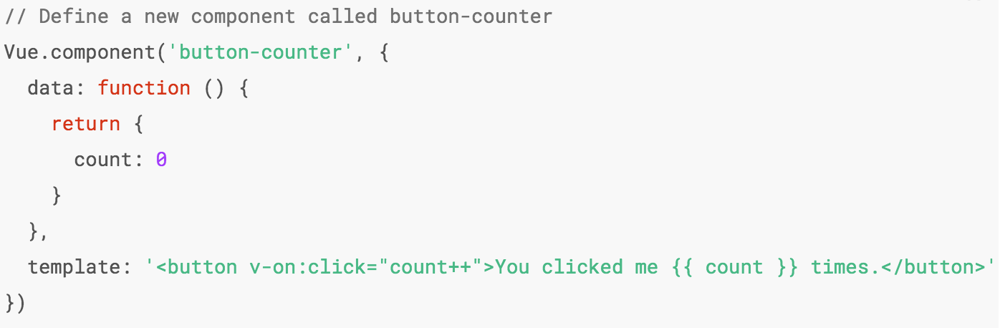 // Define a new component called button-counter
Vue.component('button-counter', {
  data: function () {
    return {
      count: 0
    }
  },
  template: '<button v-on:click="count++">You clicked me {{ count }} times.</button>'
})